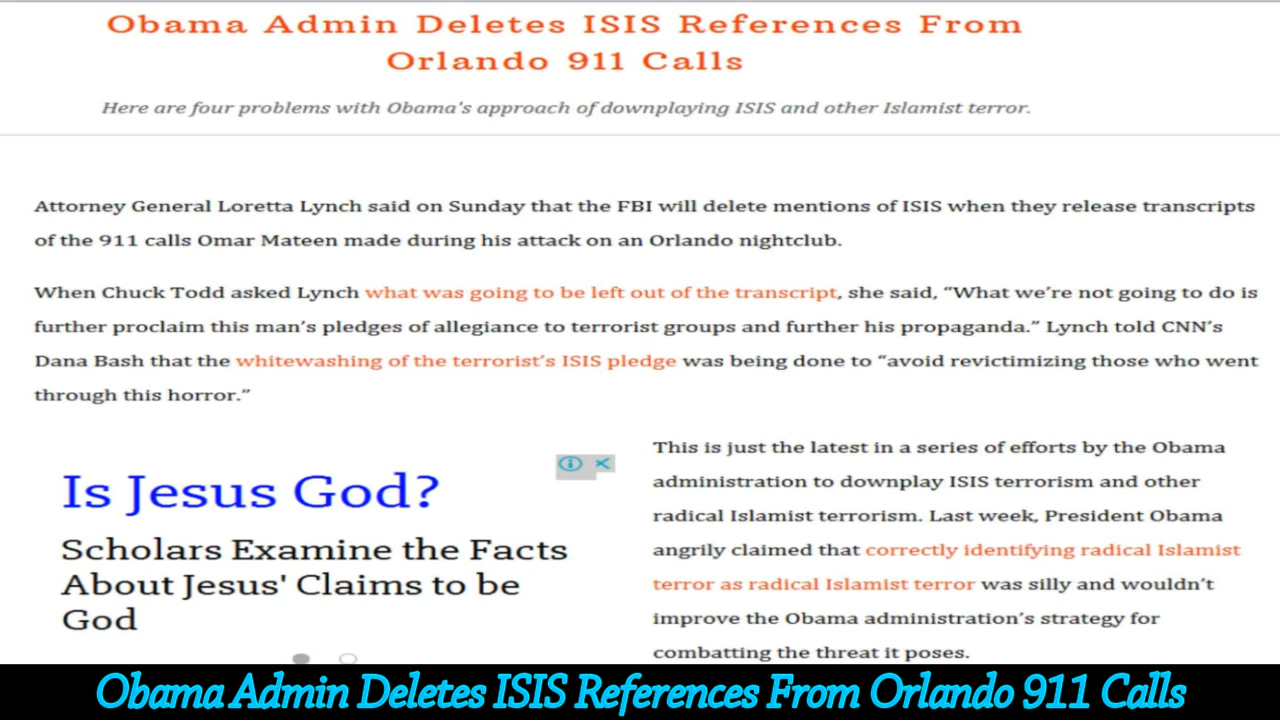 Obama Admin Deletes ISIS References From
Orlando 911 Calls
Here are four problems with Obama's approach of downplaying ISIS and other Islamist terror.
Attorney General Loretta Lynch said on Sunday that the FBI will delete mentions of ISIS when they release transcripts
of the 911 calls Omar Mateen made during his attack on an Orlando nightclub.
When Chuck Todd asked Lynch what was going to be left out of the transcript, she said, “What we’re not going to do is
further proclaim this man’s pledges of allegiance to terrorist groups and further his propaganda.” Lynch told CNN’s
Dana Bash that the whitewashing of the terrorist’s ISIS pledge was being done to “avoid revictimizing those who went
through this horror.”
Is Jesus God?
Scholars Examine the Facts
About Jesus' Claims to be
God
This is just the latest in a series of efforts by the Obama
administration to downplay ISIS terrorism and other
radical Islamist terrorism. Last week, President Obama
angrily claimed that correctly identifying radical Islamist
terror as radical Islamist terror was silly and wouldn’t
improve the Obama administration’s strategy for
combatting the threat it poses.
Obama Admin Deletes ISIS References From Orlando 911 Calls